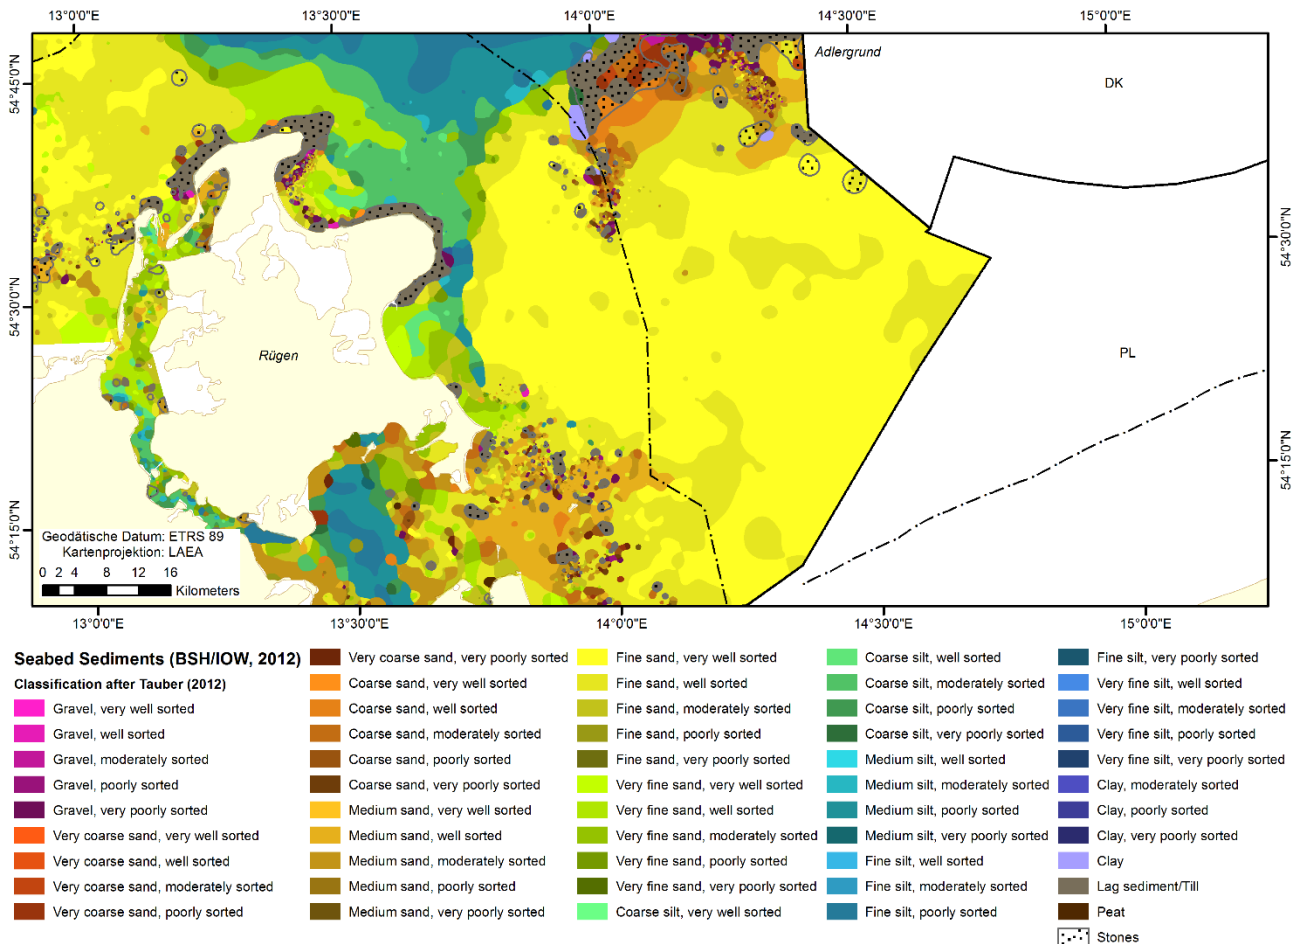 13°0'0"E
13°30'0"E
14°0'0"E
14°30'0"E
15°0'0"E
54°45'0"N
54°30'0"N
54°15'0"N
54°30'0"N
54°15'0"N
Adlergrund
DK
Rügen
PL
Geodätische Datum: ETRS 89
Kartenprojektion: LAEA
0 2 4 8 12 16
Kilometers
13°0'0"E
13°30'0"E
14°0'0"E
14°30'0"E
15°0'0"E
Seabed Sediments (BSH/IOW, 2012)
Classification after Tauber (2012)
Gravel, very well sorted
Gravel, well sorted
Gravel, moderately sorted
Gravel, poorly sorted
Gravel, very poorly sorted
Very coarse sand, very well sorted
Very coarse sand, well sorted
Very coarse sand, moderately sorted
Very coarse sand, poorly sorted
Very coarse sand, very poorly sorted
Coarse sand, very well sorted
Coarse sand, well sorted
Coarse sand, moderately sorted
Coarse sand, poorly sorted
Coarse sand, very poorly sorted
Medium sand, very well sorted
Medium sand, well sorted
Medium sand, moderately sorted
Medium sand, poorly sorted
Medium sand, very poorly sorted
Fine sand, very well sorted
Fine sand, well sorted
Fine sand, moderately sorted
Fine sand, poorly sorted
Fine sand, very poorly sorted
Very fine sand, very well sorted
Very fine sand, well sorted
Very fine sand, moderately sorted
Very fine sand, poorly sorted
Very fine sand, very poorly sorted
Coarse silt, very well sorted
Coarse silt, well sorted
Coarse silt, moderately sorted
Coarse silt, poorly sorted
Coarse silt, very poorly sorted
Medium silt, well sorted
Medium silt, moderately sorted
Medium silt, poorly sorted
Medium silt, very poorly sorted
Fine silt, well sorted
Fine silt, moderately sorted
Fine silt, poorly sorted
Fine silt, very poorly sorted
Very fine silt, well sorted
Very fine silt, moderately sorted
Very fine silt, poorly sorted
Very fine silt, very poorly sorted
Clay, moderately sorted
Clay, poorly sorted
Clay, very poorly sorted
Clay
Lag sediment/Till
Peat
Stones